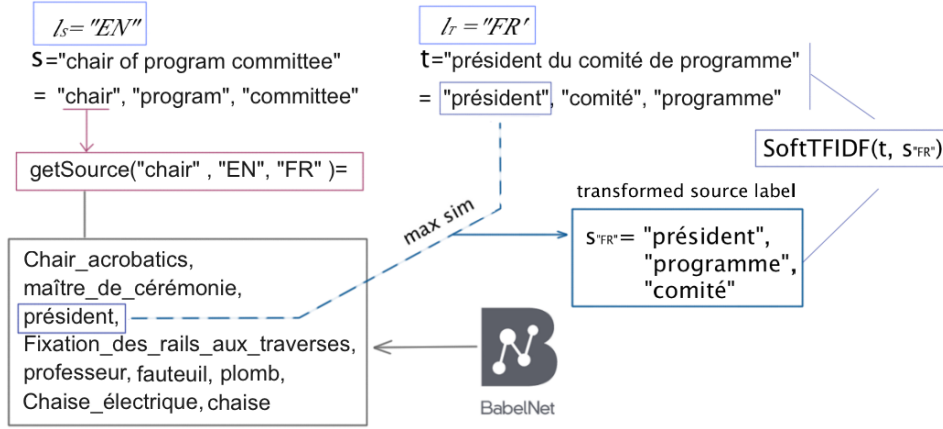 lS="EN"
s="chair of program committee"
= "chair", "program", "committee"
getSource("chair" , "EN", "FR" )=
Chair_acrobatics,
maître_de_cérémonie,
président,
Fixation_des_rails_aux_traverses,
professeur, fauteuil, plomb,
Chaise_électrique, chaise
lT ="FR'
t="président du comité de programme"
= "président", "comité", "programme"
max sim
SoftTFIDF(t, s"FR")
transformed source label
s"FR"= "président",
"programme",
"comité"
BabelNet